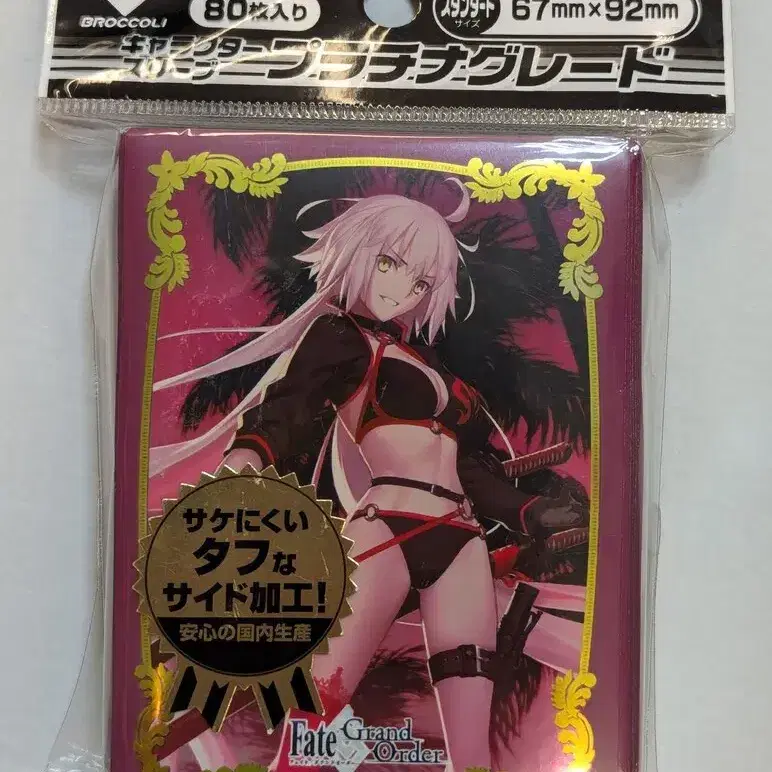 BROCCOLI
80枚入り
スタンダード
サイズ
67mm×92mm
キャラクター
スリーブ
プラチナグレード
サケにくい
タフな
サイド加工!
安心の国内生産
Fate
Grand
Order